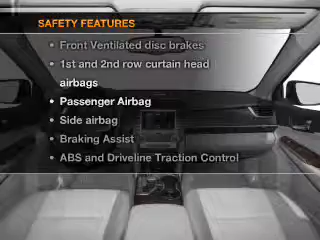 SAFETY FEATURES
• Front Ventilated disc brakes
• 1st and 2nd row curtain head
airbags
• Passenger Airbag
• Side airbag
• Braking Assist
• ABS and Driveline Traction Control